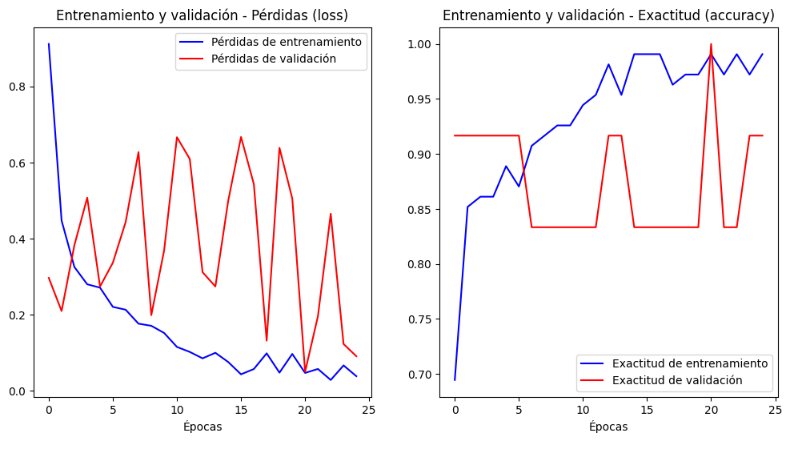 Entrenamiento y validación - Pérdidas (loss)
Pérdidas de entrenamiento
Pérdidas de validación
0.8
0.6
0.4
0.2
0.0
0 5 10 15 20 25
Épocas
Entrenamiento y validación - Exactitud (accuracy)
1.00
0.95
0.90
0.85
0.80
0.75
0.70
Exactitud de entrenamiento
Exactitud de validación
0 5 10 15 20 25
Épocas